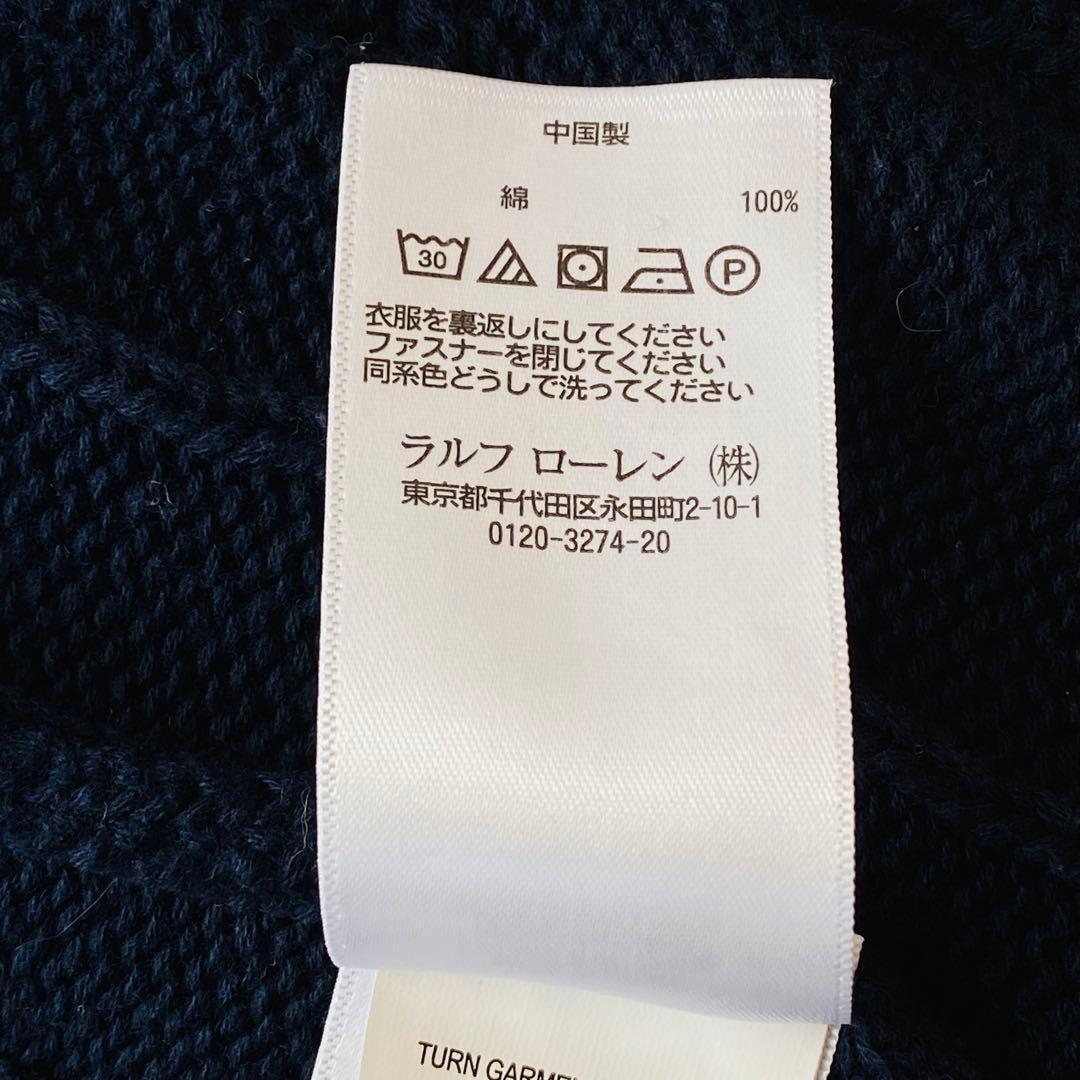 中国製
綿 100%
30
P
衣服を裏返しにしてください
ファスナーを閉じてください
同系色どうしで洗ってください
ラルフ ローレン (株)
東京都千代田区永田町2-10-1
0120-3274-20
TURN